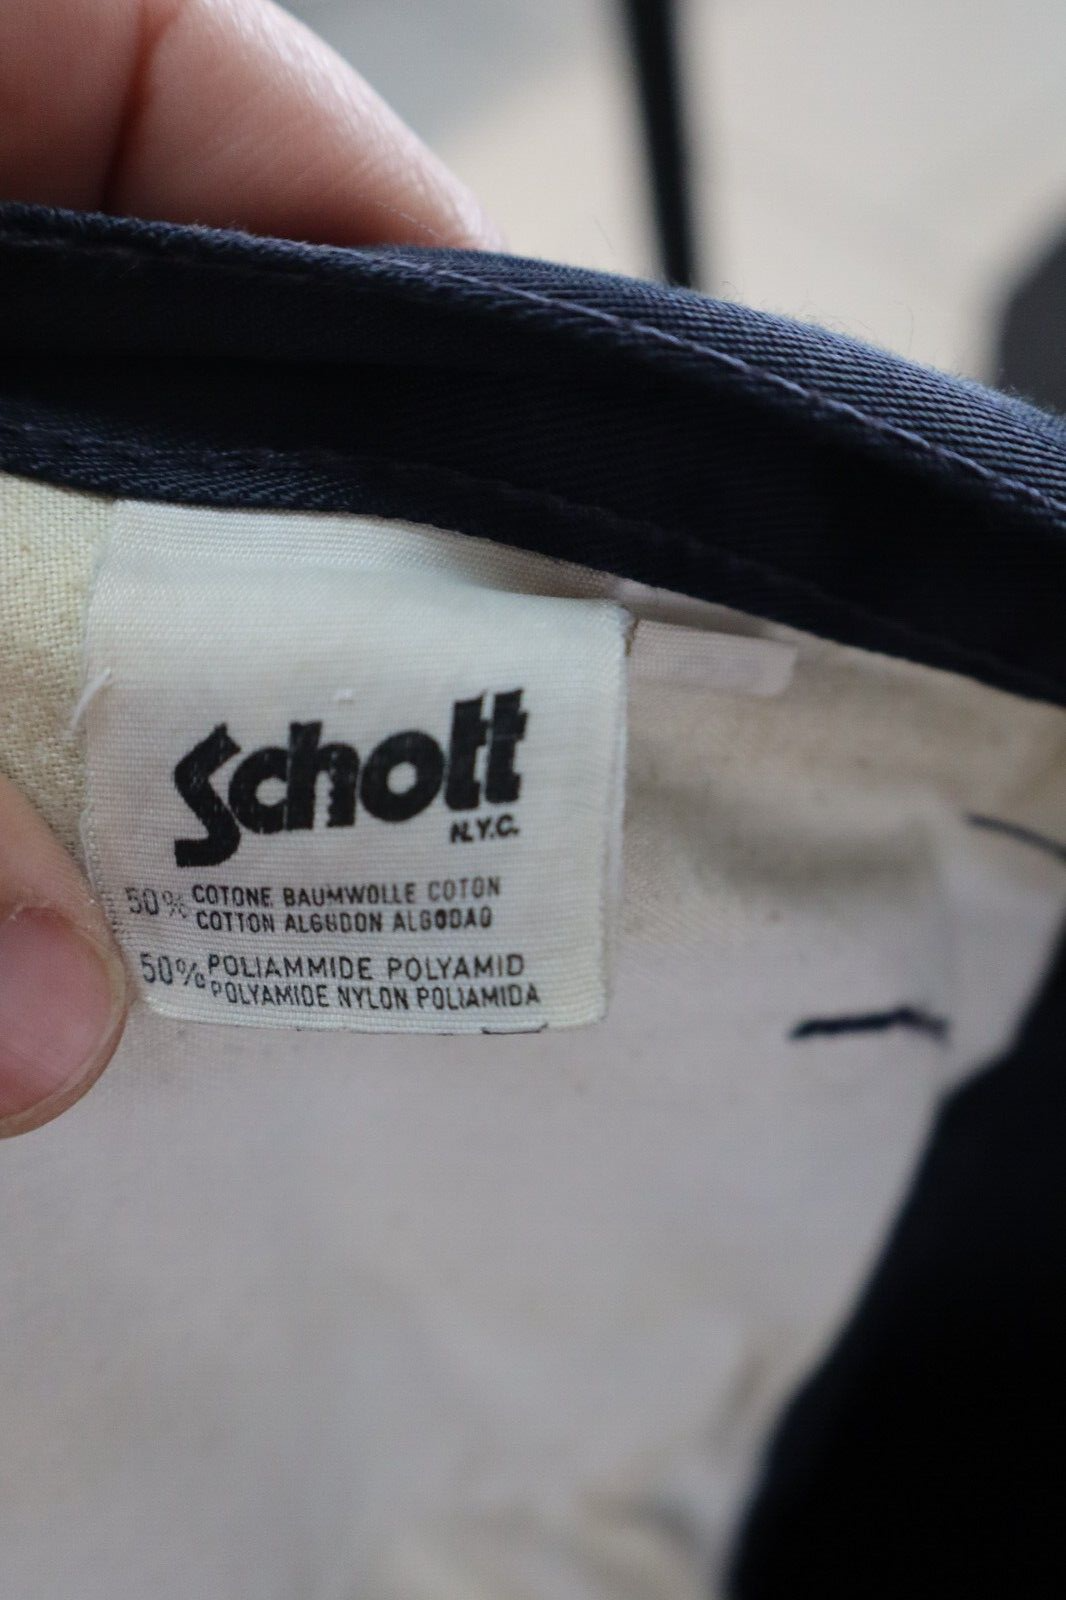 Schott
N.Y.C.
50% COTONE BAUMWOLLE COTON
COTTON ALGODON ALGODAO
50% POLIAMMIDE POLYAMID
POLYAMIDE NYLON POLIAMIDA